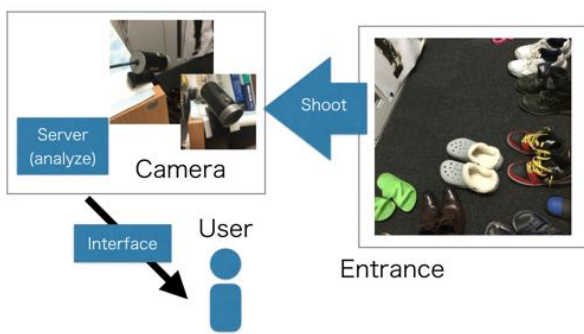 Shoot
Server
(analyze)
Camera
User
Interface
Entrance